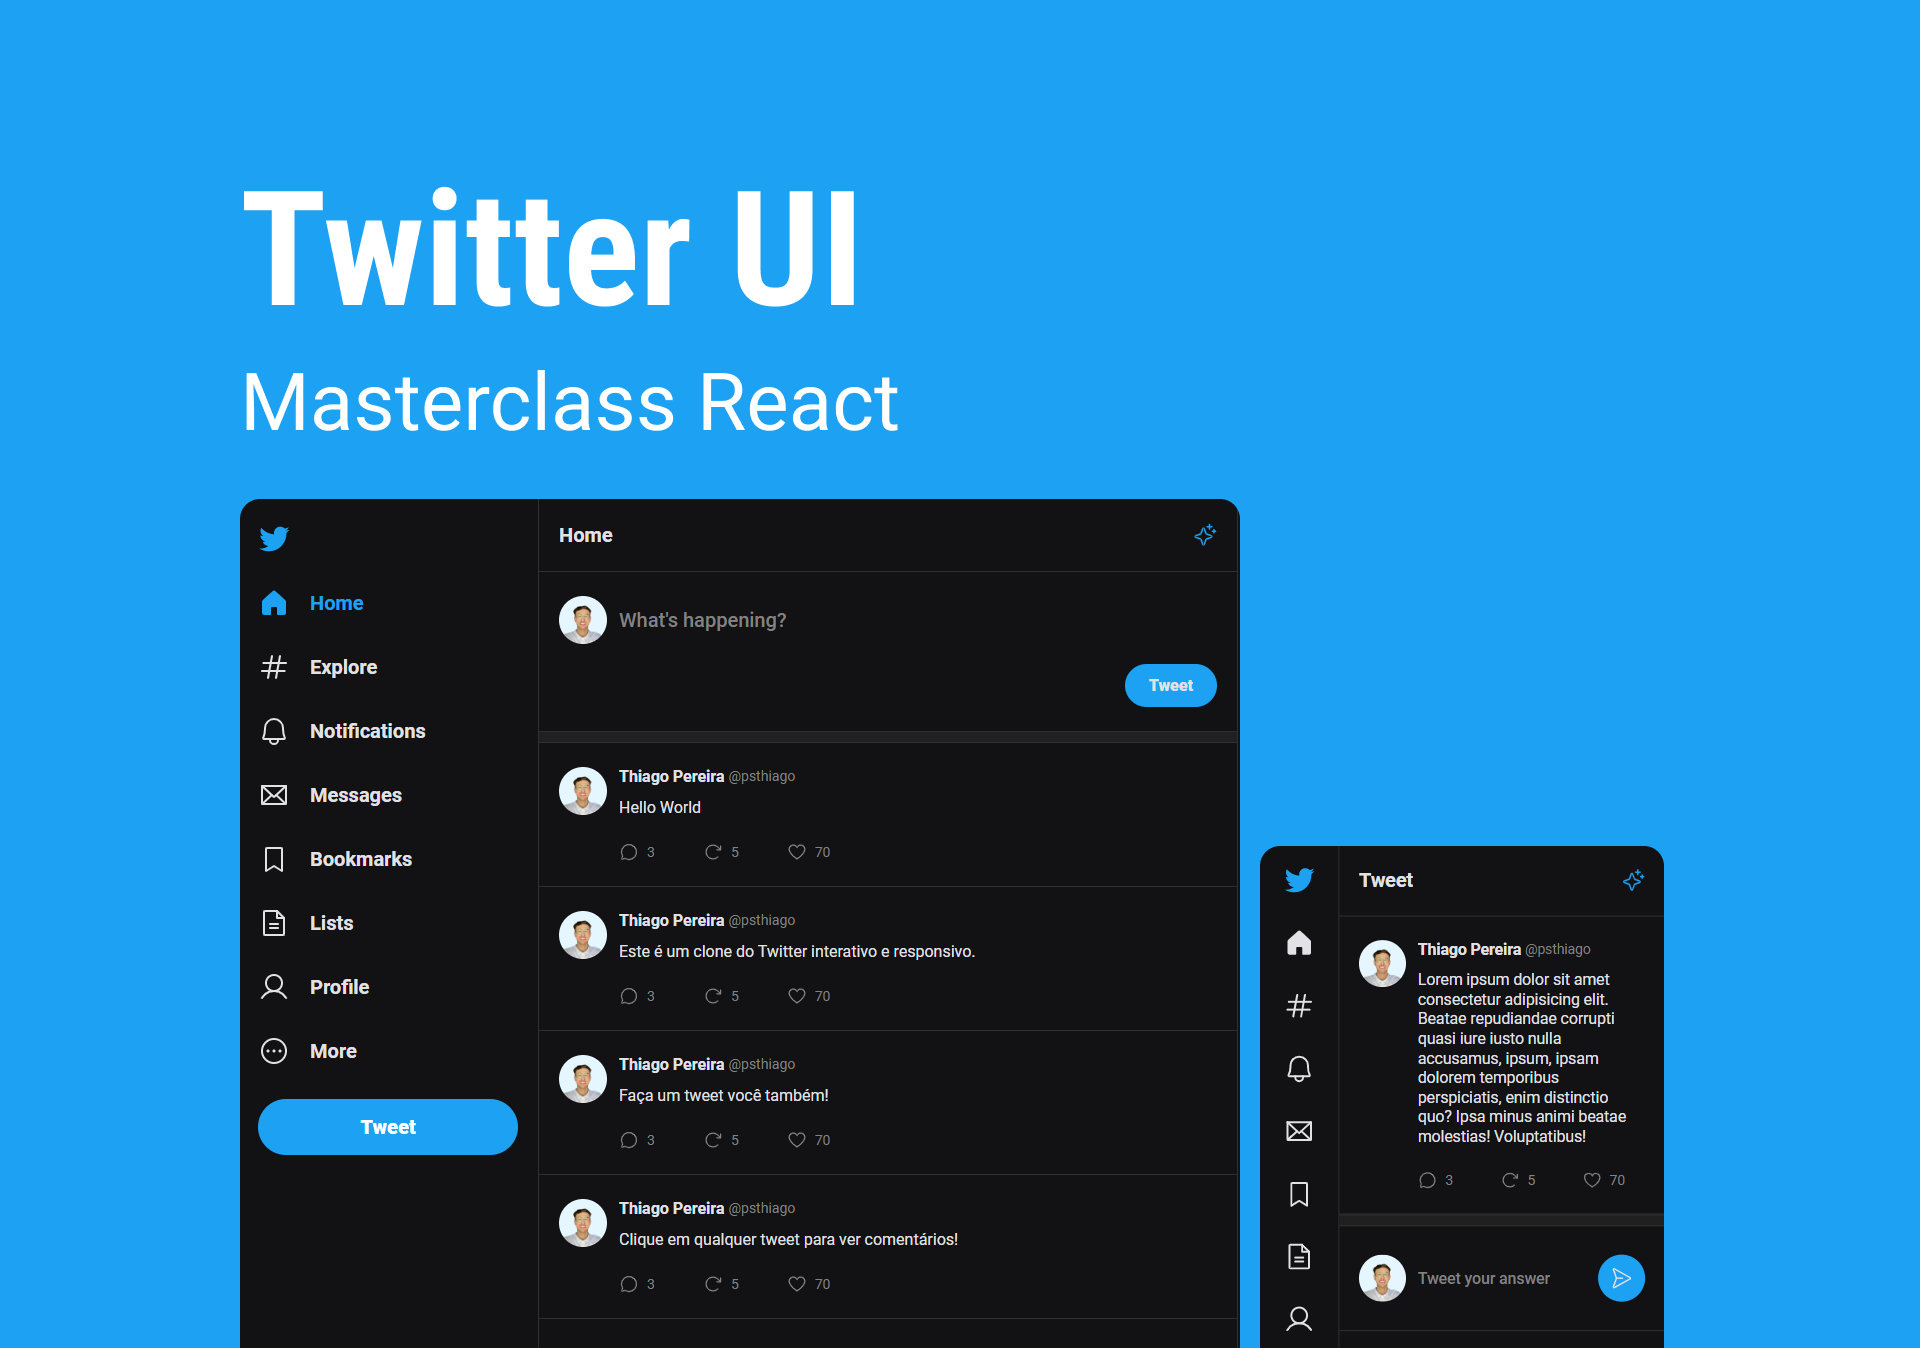 Twitter UI
Masterclass React
Home
Explore
Notifications
Messages
Bookmarks
Lists
Profile
More
Tweet
Home
What's happening?
Tweet
Thiago Pereira @psthiago
Hello World
3 5 70
Thiago Pereira @psthiago
Este é um clone do Twitter interativo e responsivo.
3 5 70
Thiago Pereira @psthiago
Faça um tweet você também!
3 5 70
Thiago Pereira @psthiago
Clique em qualquer tweet para ver comentários!
3 5 70
Tweet
Thiago Pereira @psthiago
Lorem ipsum dolor sit amet
consectetur adipisicing elit.
Beatae repudiandae corrupti
quasi iure iusto nulla
accusamus, ipsum, ipsam
dolorem temporibus
perspiciatis, enim distinctio
quo? Ipsa minus animi beatae
molestias! Voluptatibus!
3 5 70
Tweet your answer